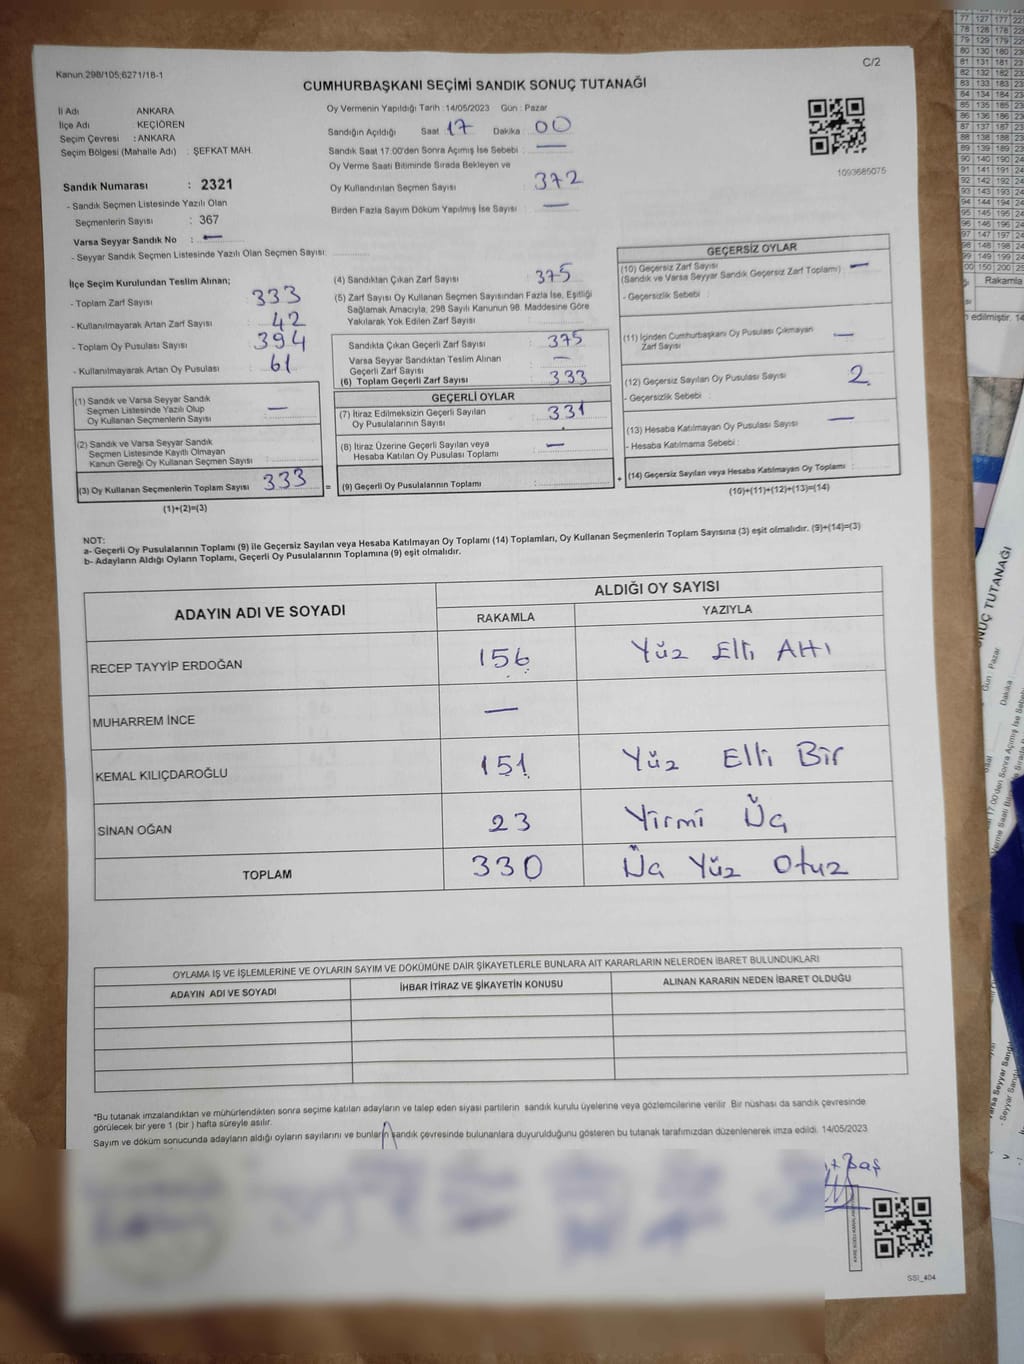 Kanun,298/105;6271/18-1
C/2
CUMHURBAŞKANI SEÇİMİ SANDIK SONUÇ TUTANAĞI
İl Adı ANKARA
İlçe Adı : KEÇİÖREN
Seçim Çevresi : ANKARA
Seçim Bölgesi (Mahalle Adı) : ŞEFKAT MAH.
Oy Vermenin Yapıldığı Tarih :14/05/2023 Gün : Pazar
Sandığın Açıldığı Saat 17 Dakika : 00
Sandık Saat 17:00'den Sonra Açımış İse Sebebi : —
Oy Verme Saati Bitiminde Sırada Bekleyen ve
Oy Kullandırılan Seçmen Sayısı : 372
Birden Fazla Sayım Döküm Yapılmış İse Sayısı : —
1093685075
Sandık Numarası : 2321
- Sandık Seçmen Listesinde Yazılı Olan
Seçmenlerin Sayısı : 367
Varsa Seyyar Sandık No : —
- Seyyar Sandık Seçmen Listesinde Yazılı Olan Seçmen Sayısı:
İlçe Seçim Kurulundan Teslim Alınan;
- Toplam Zarf Sayısı : 333
- Kullanılmayarak Artan Zarf Sayısı : 42
- Toplam Oy Pusulası Sayısı : 394
- Kullanılmayarak Artan Oy Pusulası : 61
(1) Sandık ve Varsa Seyyar Sandık
Seçmen Listesinde Yazılı Olup
Oy Kullanan Seçmenlerin Sayısı : —
(2) Sandık ve Varsa Seyyar Sandık
Seçmen Listesinde Kayıtlı Olmayan
Kanun Gereği Oy Kullanan Seçmen Sayısı :
(3) Oy Kullanan Seçmenlerin Toplam Sayısı 333 =
(1)+(2)=(3)
(4) Sandıktan Çıkan Zarf Sayısı : 375
(5) Zarf Sayısı Oy Kullanan Seçmen Sayısından Fazla İse, Eşitliği
Sağlamak Amacıyla, 298 Sayılı Kanunun 98. Maddesine Göre
Yakılarak Yok Edilen Zarf Sayısı :
Sandıkta Çıkan Geçerli Zarf Sayısı : 375
Varsa Seyyar Sandıktan Teslim Alınan
Geçerli Zarf Sayısı : —
(6) Toplam Geçerli Zarf Sayısı : 333
GEÇERLİ OYLAR
(7) İtiraz Edilmeksizin Geçerli Sayılan
Oy Pusulasının Sayısı : 331
(8) İtiraz Üzerine Geçerli Sayılan veya
Hesaba Katılan Oy Pusulası Toplamı : —
(9) Geçerli Oy Pusulalarının Toplamı : +
GEÇERSİZ OYLAR
(10) Geçersiz Zarf Sayısı
(Sandık ve Varsa Seyyar Sandık Geçersiz Zarf Toplamı) : —
- Geçersizlik Sebebi :
(11) İçinden Cumhurbaşkanı Oy Pusulası Çıkmayan
Zarf Sayısı : —
(12) Geçersiz Sayılan Oy Pusulası Sayısı : 2
- Geçersizlik Sebebi :
(13) Hesaba Katılmayan Oy Pusulası Sayısı : —
- Hesaba Katılmama Sebebi :
(14) Geçersiz Sayılan veya Hesaba Katılmayan Oy Toplamı :
(10)+(11)+(12)+(13)=(14)
NOT:
a- Geçerli Oy Pusulalarının Toplamı (9) ile Geçersiz Sayılan veya Hesaba Katılmayan Oy Toplamı (14) Toplamları, Oy Kullanan Seçmenlerin Toplam Sayısına (3) eşit olmalıdır. (9)+(14)=(3)
b- Adayların Aldığı Oyların Toplamı, Geçerli Oy Pusulalarının Toplamına (9) eşit olmalıdır.
ADAYIN ADI VE SOYADI
ALDIĞI OY SAYISI
RAKAMLA YAZIYLA
RECEP TAYYİP ERDOĞAN 156 Yüz Elli Altı
MUHARREM İNCE —
KEMAL KILIÇDAROĞLU 151 Yüz Elli Bir
SİNAN OĞAN 23 Yirmi Üç
TOPLAM 330 Üç Yüz Otuz
OYLAMA İŞ VE İŞLEMLERİNE VE OYLARIN SAYIM VE DÖKÜMÜNE DAİR ŞİKAYETLERLE BUNLARA AİT KARARLARIN NELERDEN İBARET BULUNDUKLARI
ADAYIN ADI VE SOYADI İHBAR İTİRAZ VE ŞİKAYETİN KONUSU ALINAN KARARIN NEDEN İBARET OLDUĞU
*Bu tutanak imzalandıktan ve mühürlendikten sonra seçime katılan adayların ve talep eden siyasi partilerin sandık kurulu üyelerine veya gözlemcilerine verilir. Bir nüshası da sandık çevresinde
görülecek bir yere 1 (bir ) hafta süreyle asılır.
Sayım ve döküm sonucunda adayların aldığı oyların sayılarını ve bunların sandık çevresinde bulunanlara duyurulduğunu gösteren bu tutanak tarafımızdan düzenlenerek imza edildi. 14/05/2023
SSI_404